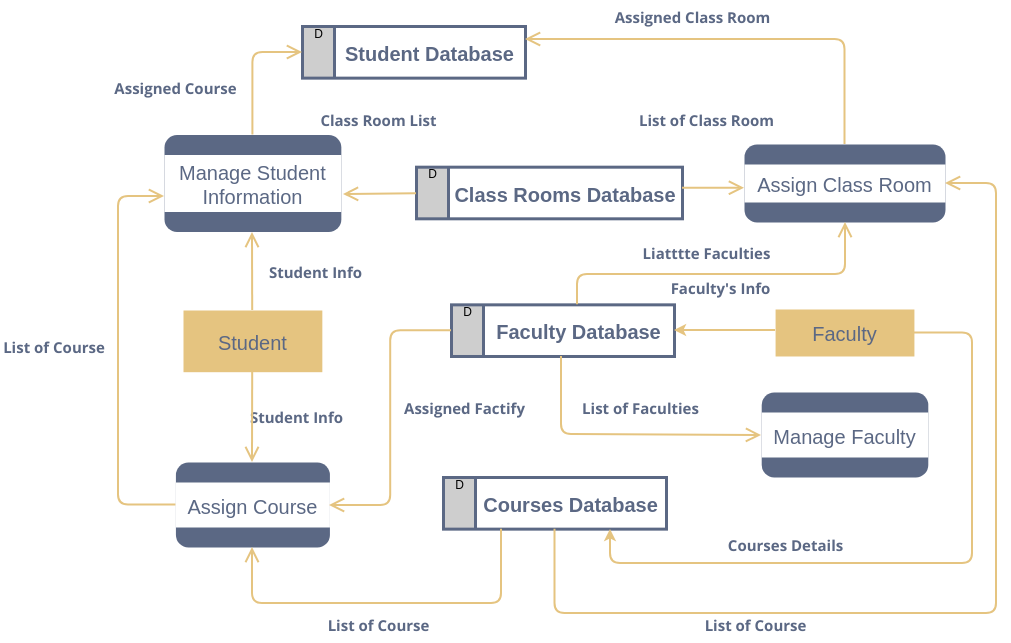 Assigned Class Room
D
Student Database
Assigned Course
Class Room List
List of Class Room
Manage Student
Information
D
Class Rooms Database
Assign Class Room
Liatttte Faculties
Student Info
Faculty's Info
D
Faculty Database
Faculty
Student
List of Course
Assigned Factify
List of Faculties
Student Info
Manage Faculty
D
Courses Database
Assign Course
Courses Details
List of Course
List of Course